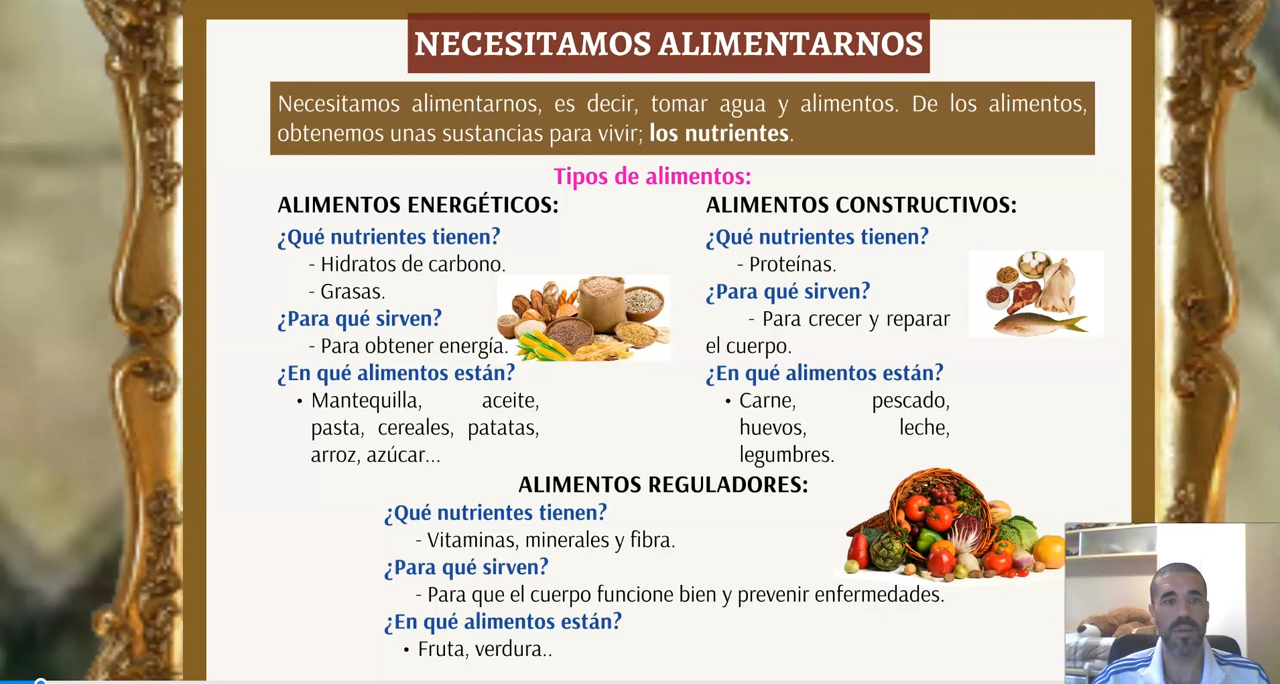 NECESITAMOS ALIMENTARNOS
Necesitamos alimentarnos, es decir, tomar agua y alimentos. De los alimentos,
obtenemos unas sustancias para vivir; los nutrientes.
Tipos de alimentos:
ALIMENTOS ENERGÉTICOS:
¿Qué nutrientes tienen?
- Hidratos de carbono.
- Grasas.
¿Para qué sirven?
- Para obtener energía.
¿En qué alimentos están?
• Mantequilla, aceite,
pasta, cereales, patatas,
arroz, azúcar...
ALIMENTOS CONSTRUCTIVOS:
¿Qué nutrientes tienen?
- Proteínas.
¿Para qué sirven?
- Para crecer y reparar
el cuerpo.
¿En qué alimentos están?
• Carne, pescado,
huevos, leche,
legumbres.
ALIMENTOS REGULADORES:
¿Qué nutrientes tienen?
- Vitaminas, minerales y fibra.
¿Para qué sirven?
- Para que el cuerpo funcione bien y prevenir enfermedades.
¿En qué alimentos están?
• Fruta, verdura..